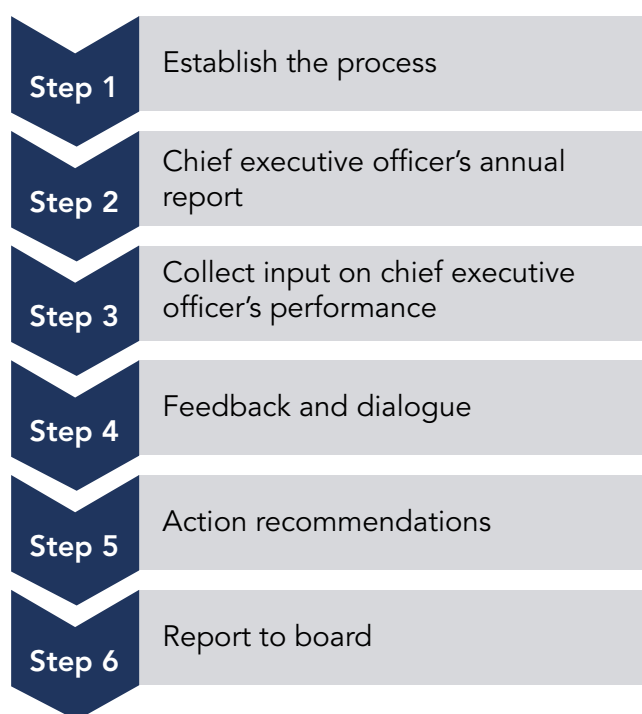 Step 1
Establish the process
Step 2
Chief executive officer’s annual
report
Step 3
Collect input on chief executive
officer’s performance
Step 4
Feedback and dialogue
Step 5
Action recommendations
Step 6
Report to board